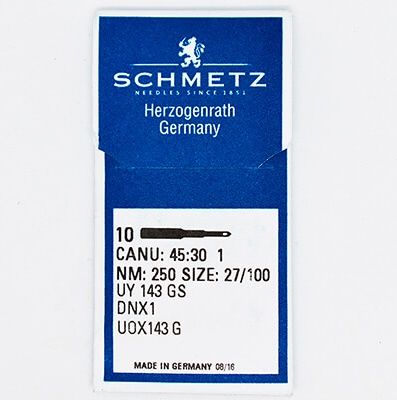 SCHMETZ
NEEDLES SINCE 1851
Herzogenrath
Germany
10
CANU: 45:30 1
NM: 250 SIZE: 27/100
UY 143 GS
DNX1
UOX143 G
MADE IN GERMANY 08/16